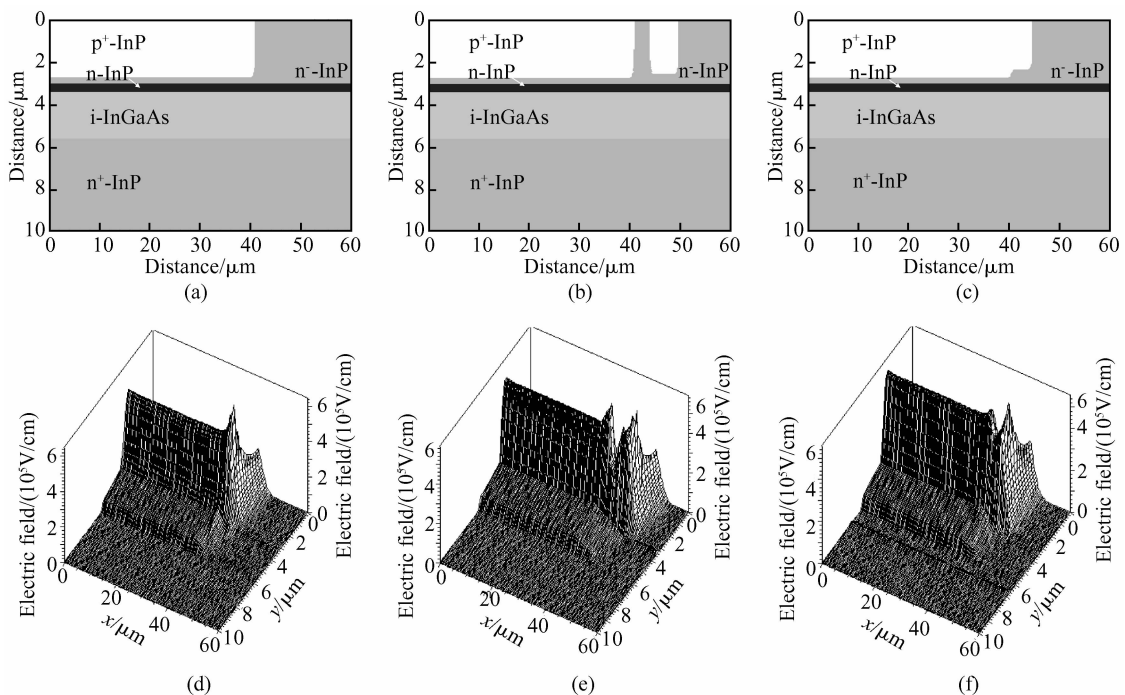 0
2
4
6
8
10
Distance/μm
p⁺-InP
n-InP
n⁻-InP
i-InGaAs
n⁺-InP
0 10 20 30 40 50 60
Distance/μm
(a)
0
2
4
6
8
10
Distance/μm
p⁺-InP
n-InP
n⁻-InP
i-InGaAs
n⁺-InP
0 10 20 30 40 50 60
Distance/μm
(b)
0
2
4
6
8
10
Distance/μm
p⁺-InP
n-InP
n⁻-InP
i-InGaAs
n⁺-InP
0 10 20 30 40 50 60
Distance/μm
(c)
Electric field/(10⁵V/cm)
6
4
2
0
Electric field/(10⁵V/cm)
6
4
2
0
0 20 40 60
x/μm
0 2 4 6 8 10
y/μm
(d)
Electric field/(10⁵V/cm)
6
4
2
0
Electric field/(10⁵V/cm)
6
4
2
0
0 20 40 60
x/μm
0 2 4 6 8 10
y/μm
(e)
Electric field/(10⁵V/cm)
6
4
2
0
Electric field/(10⁵V/cm)
6
4
2
0
0 20 40 60
x/μm
0 2 4 6 8 10
y/μm
(f)